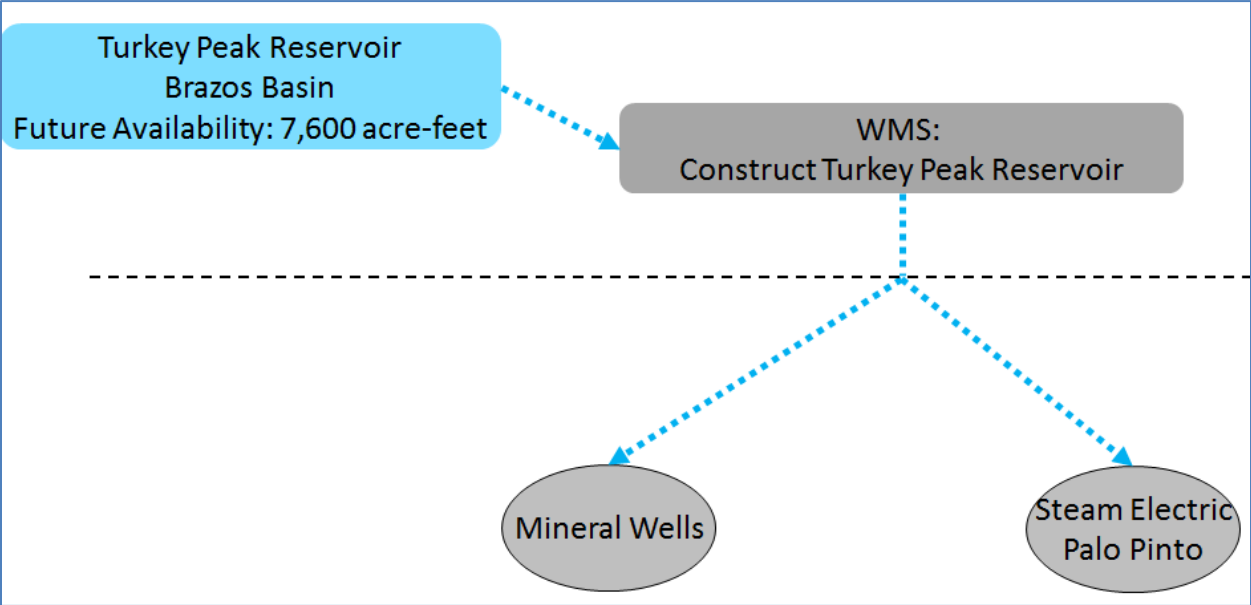 Turkey Peak Reservoir
Brazos Basin
Future Availability: 7,600 acre-feet
WMS:
Construct Turkey Peak Reservoir
Mineral Wells
Steam Electric
Palo Pinto